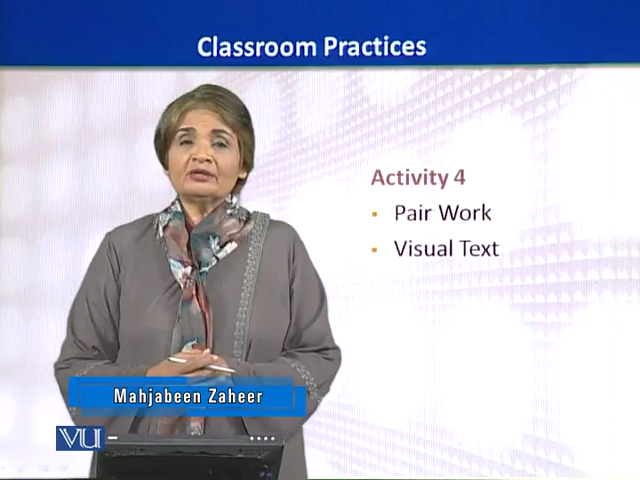 Classroom Practices
Activity 4
Pair Work
Visual Text
Mahjabeen Zaheer
VU